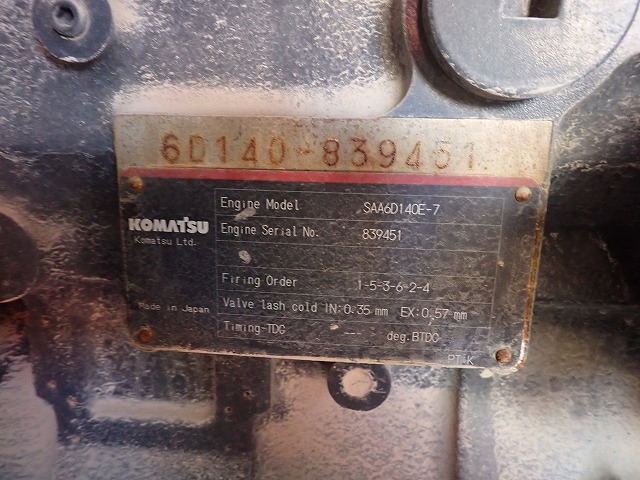 6D140-839451
KOMATSU
Komatsu Ltd.
Made in Japan
Engine Model SAA6D140E-7
Engine Serial No. 839451
Firing Order 1-5-3-6-2-4
Valve lash cold IN:0.35 mm EX:0.57 mm
Timing-TDC --- deg.BTDC
PTiK